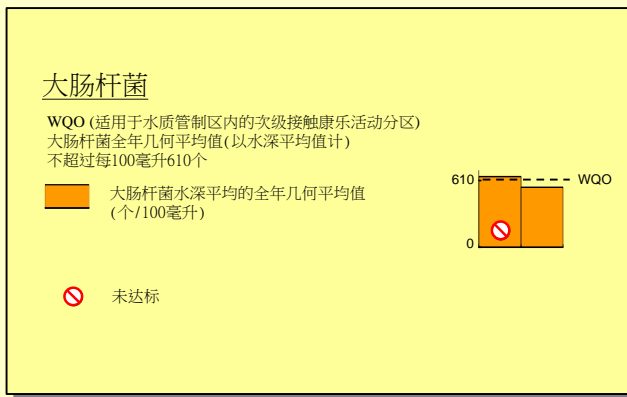 大肠杆菌
WQO (适用于水质管制区内的次级接触康乐活动分区)
大肠杆菌全年几何平均值(以水深平均值计)
不超过每100毫升610个
大肠杆菌水深平均的全年几何平均值
(个/100毫升)
610
WQO
0
未达标